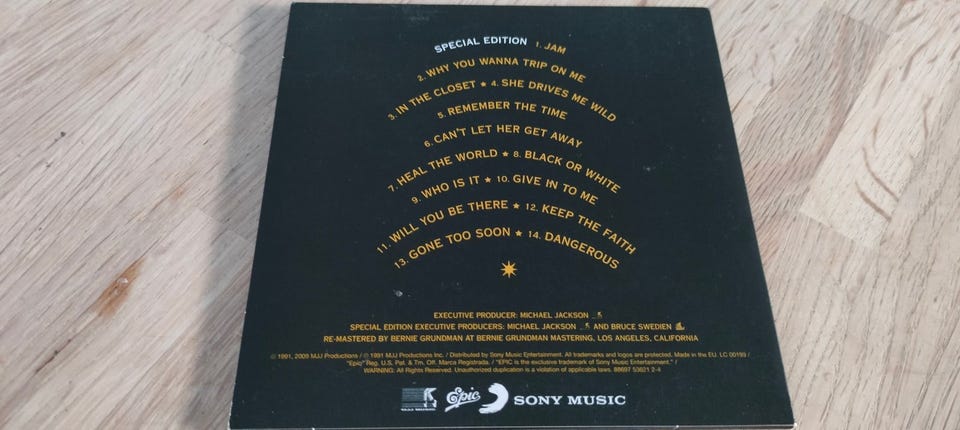 SPECIAL EDITION 1. JAM
2. WHY YOU WANNA TRIP ON ME
3. IN THE CLOSET ★ 4. SHE DRIVES ME WILD
5. REMEMBER THE TIME
6. CAN'T LET HER GET AWAY
7. HEAL THE WORLD ★ 8. BLACK OR WHITE
9. WHO IS IT ★ 10. GIVE IN TO ME
11. WILL YOU BE THERE ★ 12. KEEP THE FAITH
13. GONE TOO SOON ★ 14. DANGEROUS
EXECUTIVE PRODUCER: MICHAEL JACKSON
SPECIAL EDITION EXECUTIVE PRODUCERS: MICHAEL JACKSON AND BRUCE SWEDIEN
RE-MASTERED BY BERNIE GRUNDMAN AT BERNIE GRUNDMAN MASTERING, LOS ANGELES, CALIFORNIA
© 1991, 2009 MJJ Productions / ℗ 1991 MJJ Productions Inc. / Distributed by Sony Music Entertainment. All trademarks and logos are protected. Made in the EU. LC 00199 /
"Epic" Reg. U.S. Pat. & Tm. Off. Marca Registrada. / "EPIC is the exclusive trademark of Sony Music Entertainment." /
WARNING: All Rights Reserved. Unauthorized duplication is a violation of applicable laws. 88697 53621 2-4
MJJ MUSIC Epic SONY MUSIC